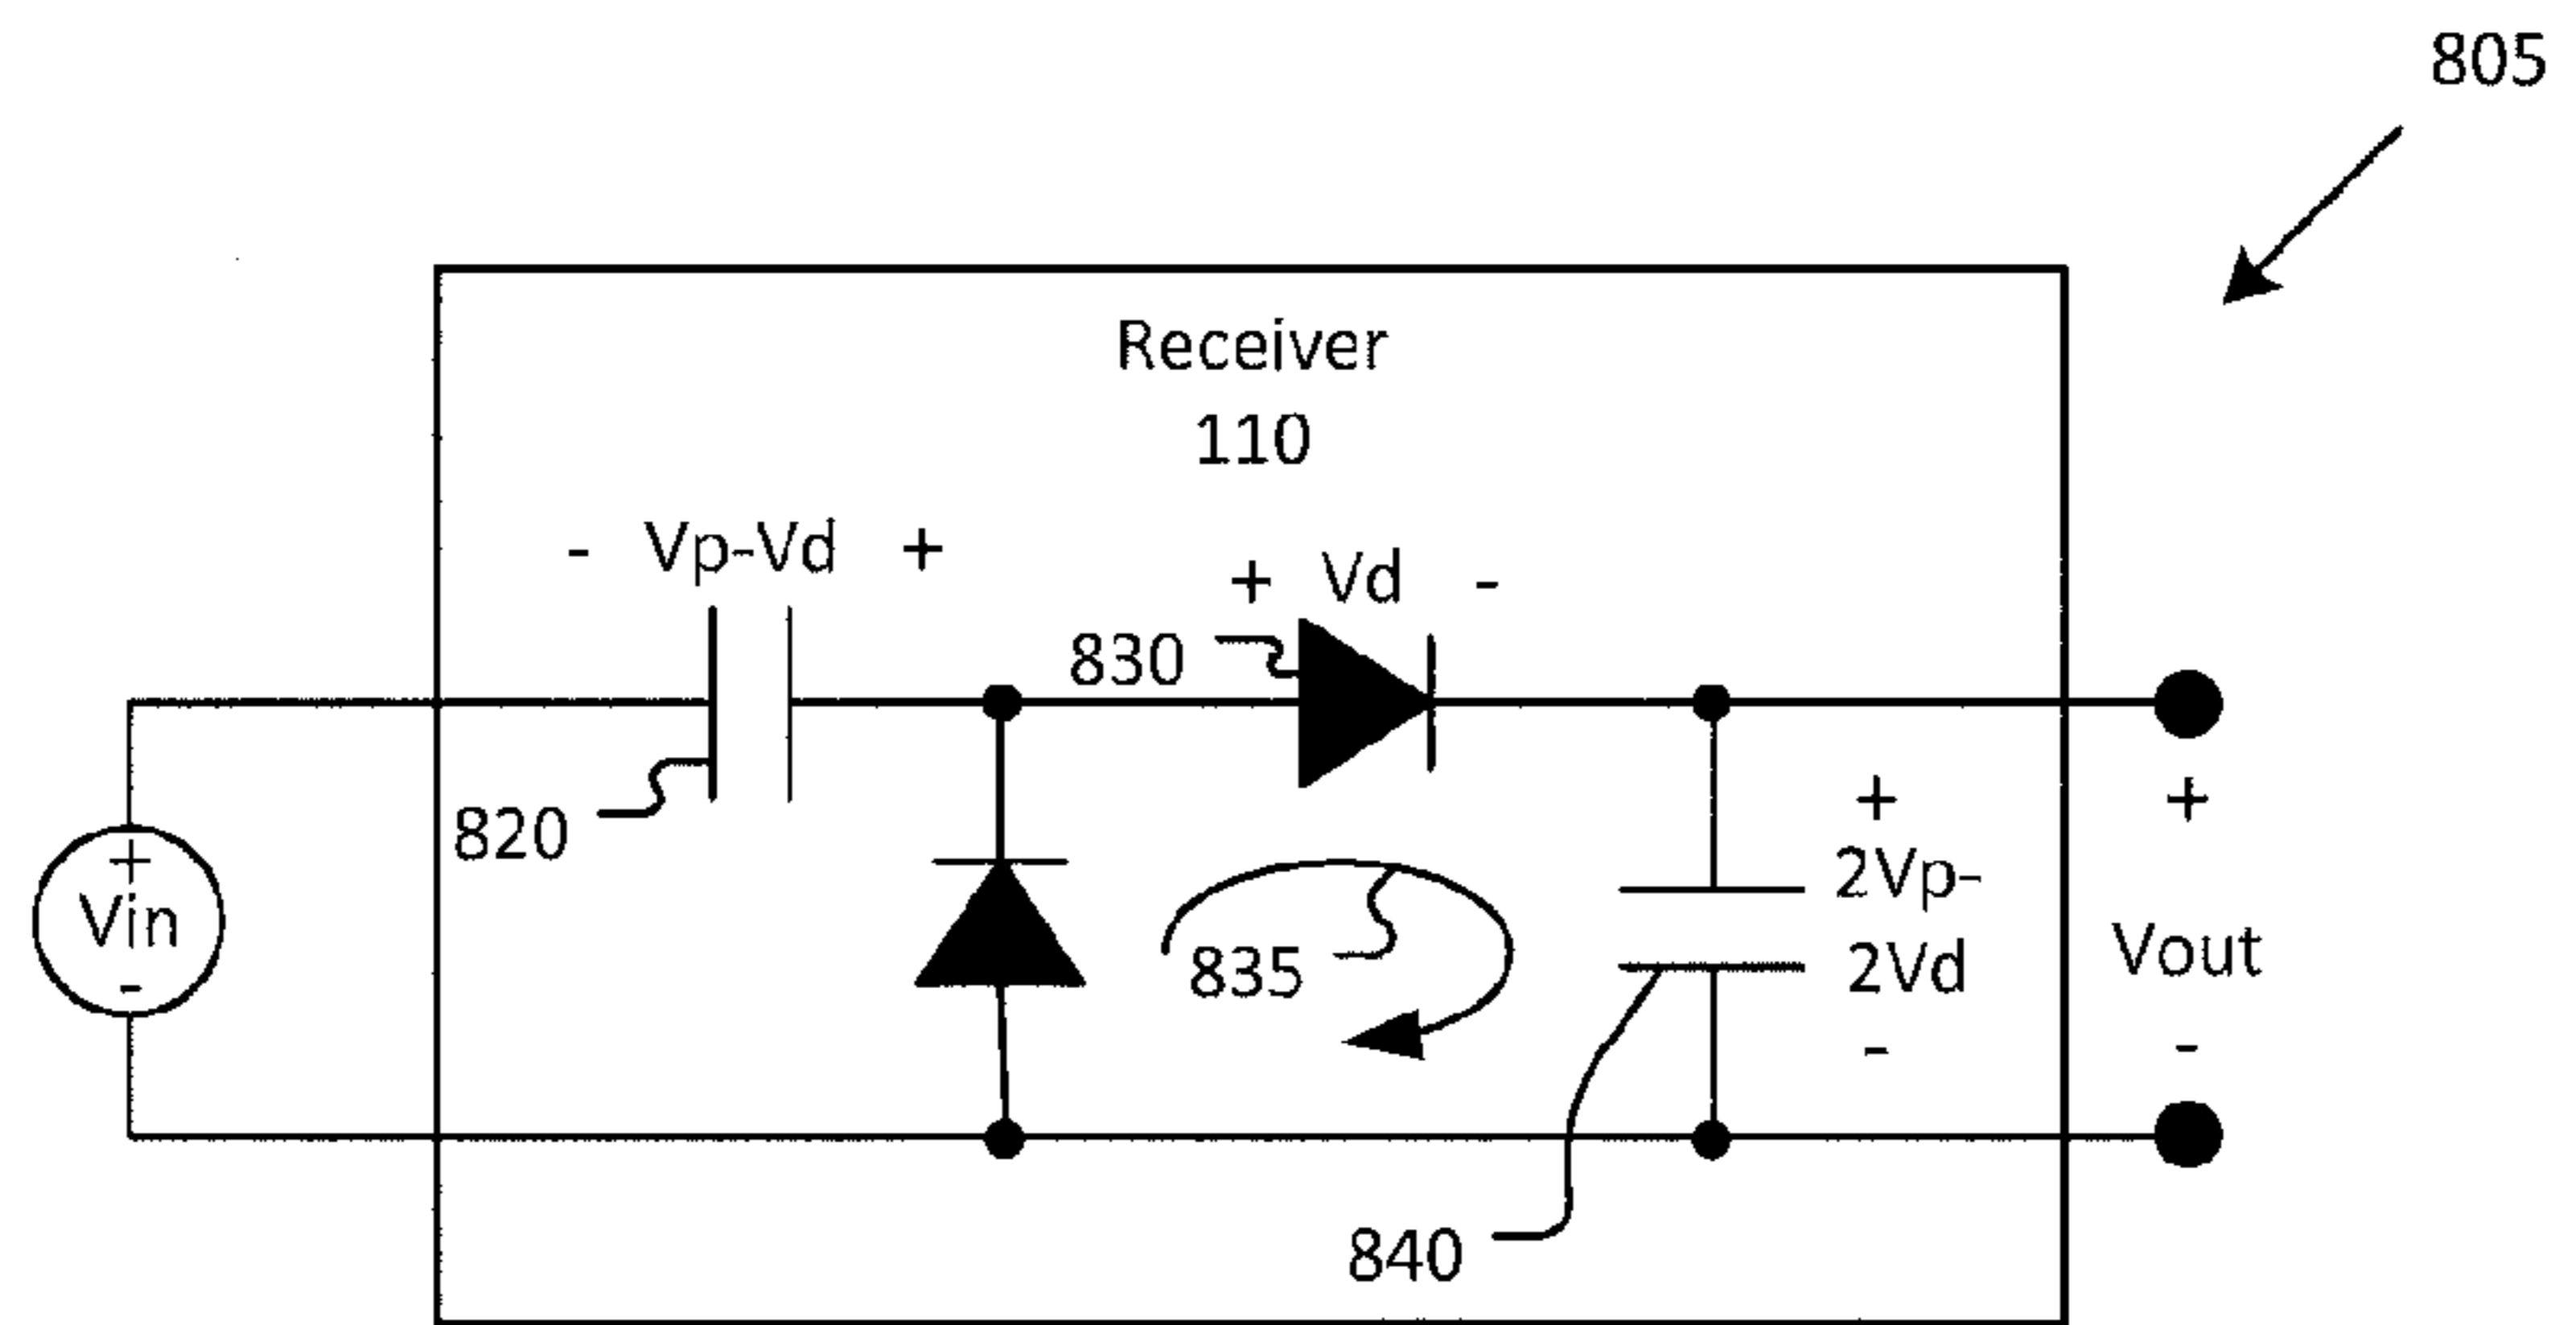 805
Receiver
110
- Vp-Vd +
+ Vd -
830
820
+
Vin
-
835
+
2Vp-
2Vd
-
+
Vout
-
840